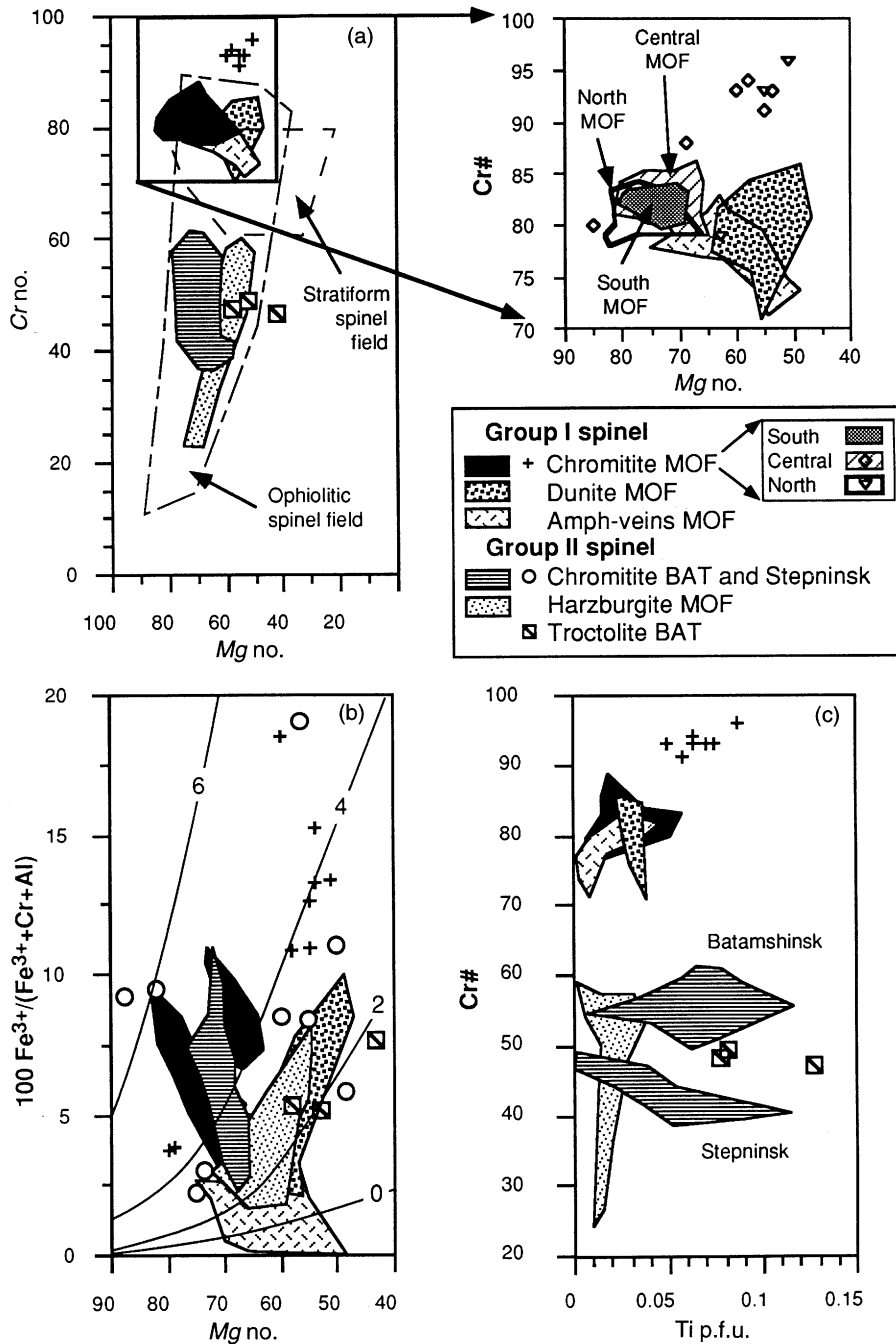 (a)
100
80
60
40
20
0
Cr no.
100
80
60
40
20
Mg no.
Stratiform
spinel
field
Ophiolitic
spinel field
100
95
90
85
80
75
70
Cr#
90
80
70
60
50
40
Mg no.
Central
MOF
North
MOF
South
MOF
Group I spinel
+ Chromitite MOF
Dunite MOF
Amph-veins MOF
Group II spinel
Chromitite BAT and Stepninsk
Harzburgite MOF
Troctolite BAT
South
Central
North
(b)
20
15
10
5
0
100 Fe³⁺/(Fe³⁺+Cr+Al)
6
4
2
0
90
80
70
60
50
40
Mg no.
(c)
100
90
80
70
60
50
40
30
20
Cr#
Batamshinsk
Stepninsk
0
0.05
0.1
0.15
Ti p.f.u.